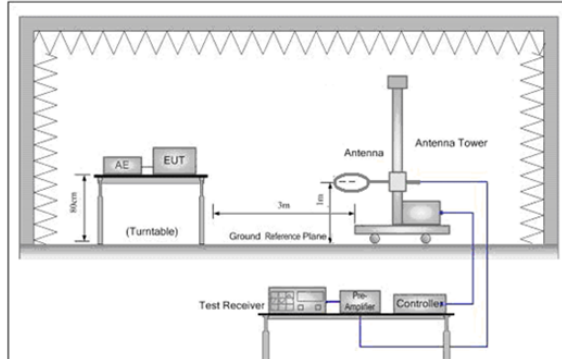 Antenna
Antenna Tower
AE
EUT
80cm
(Turntable)
3m
1m
Ground Reference Plane
Test Receiver
Pre-
Amplifier
Controller